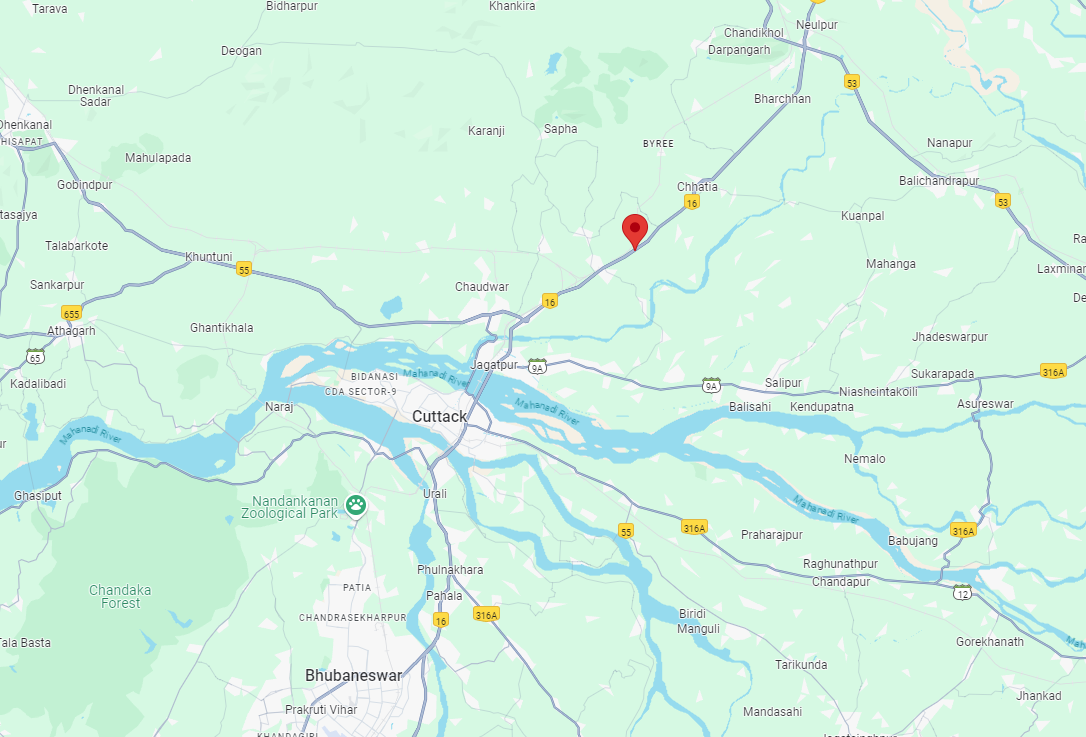 Tarava
Bidharpur
Khankira
Neulpur
Chandikhol
Darpangarh
Deogan
53
Dhenkanal
Sadar
Bharchhan
Dhenkanal
HISAPAT
Karanji
Sapha
BYREE
Nanapur
Mahulapada
Gobindpur
Chhatia
Balichandrapur
16
53
tasajya
Kuanpal
Talabarkote
Khuntuni
55
Mahanga
Laxminar
Sankarpur
Chaudwar
16
655
Athagarh
Ghantikhala
65
Jhadeswarpur
Jagatpur
9A
316A
Kadalibadi
BIDANASI
Mahanadi River
Sukarapada
CDA SECTOR-9
9A
Salipur
Niashcintakoili
Naraj
Cuttack
Mahanadi River
Balisahi
Kendupatna
Asureswar
Mahanadi River
Nemalo
Ghasiput
Urali
Nandankanan
Zoological Park
Mahanadi River
55
316A
316A
Praharajpur
Babujang
Phulnakhara
Raghunathpur
Chandapur
PATIA
Chandaka
Forest
Pahala
12
CHANDRASEKHARPUR
16
316A
Biridi
Manguli
Tala Basta
Gorekhanath
Tarikunda
Bhubaneswar
Jhankad
Prakruti Vihar
Mandasahi
KHANDAGIRI